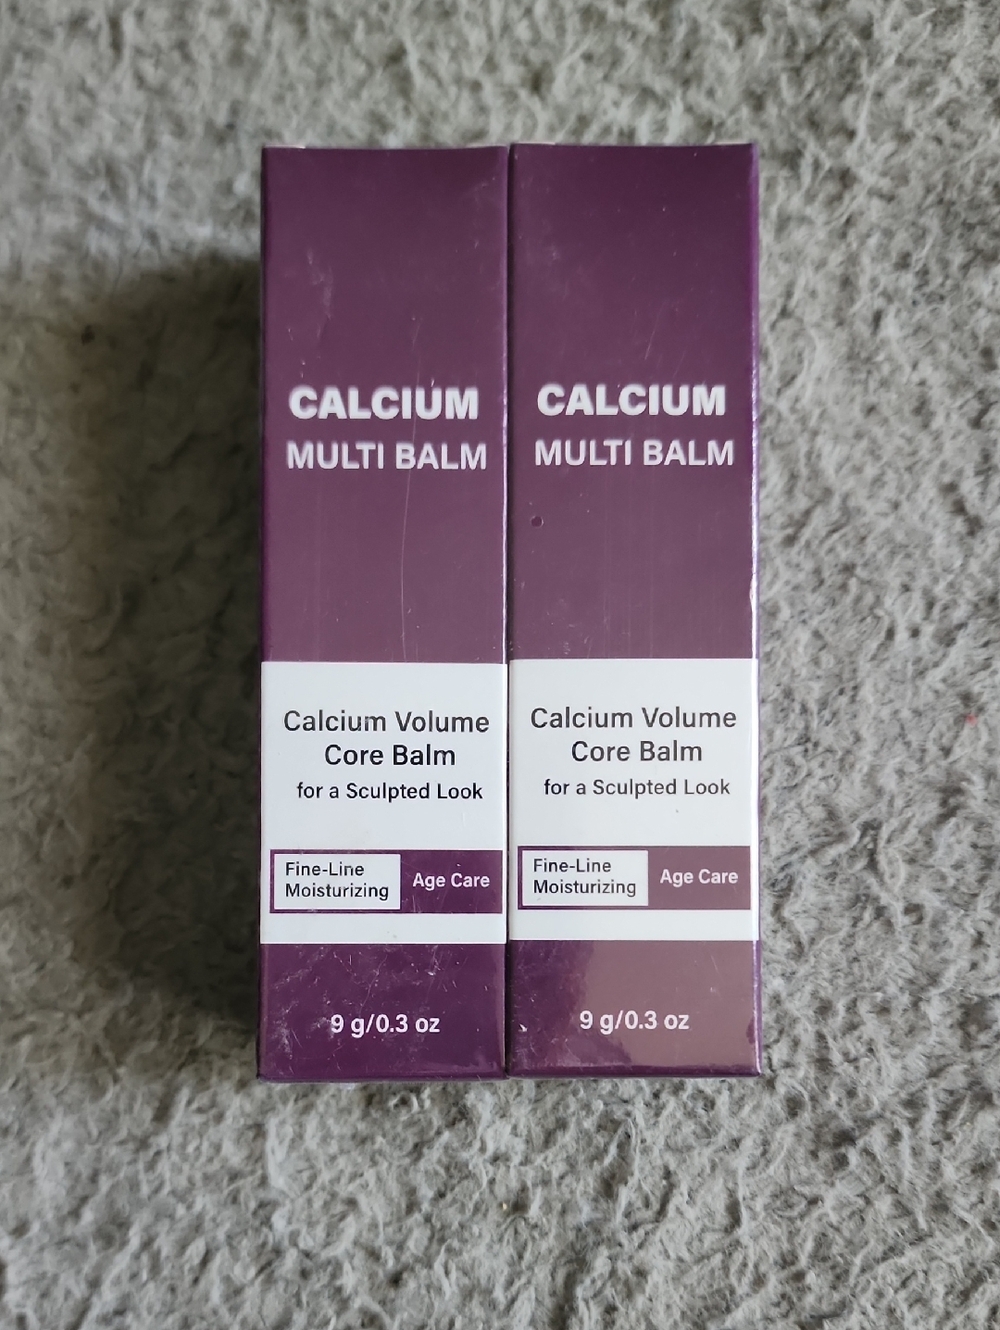 CALCIUM
MULTI BALM
Calcium Volume
Core Balm
for a Sculpted Look
Fine-Line
Moisturizing
Age Care
9 g/0.3 oz
CALCIUM
MULTI BALM
Calcium Volume
Core Balm
for a Sculpted Look
Fine-Line
Moisturizing
Age Care
9 g/0.3 oz